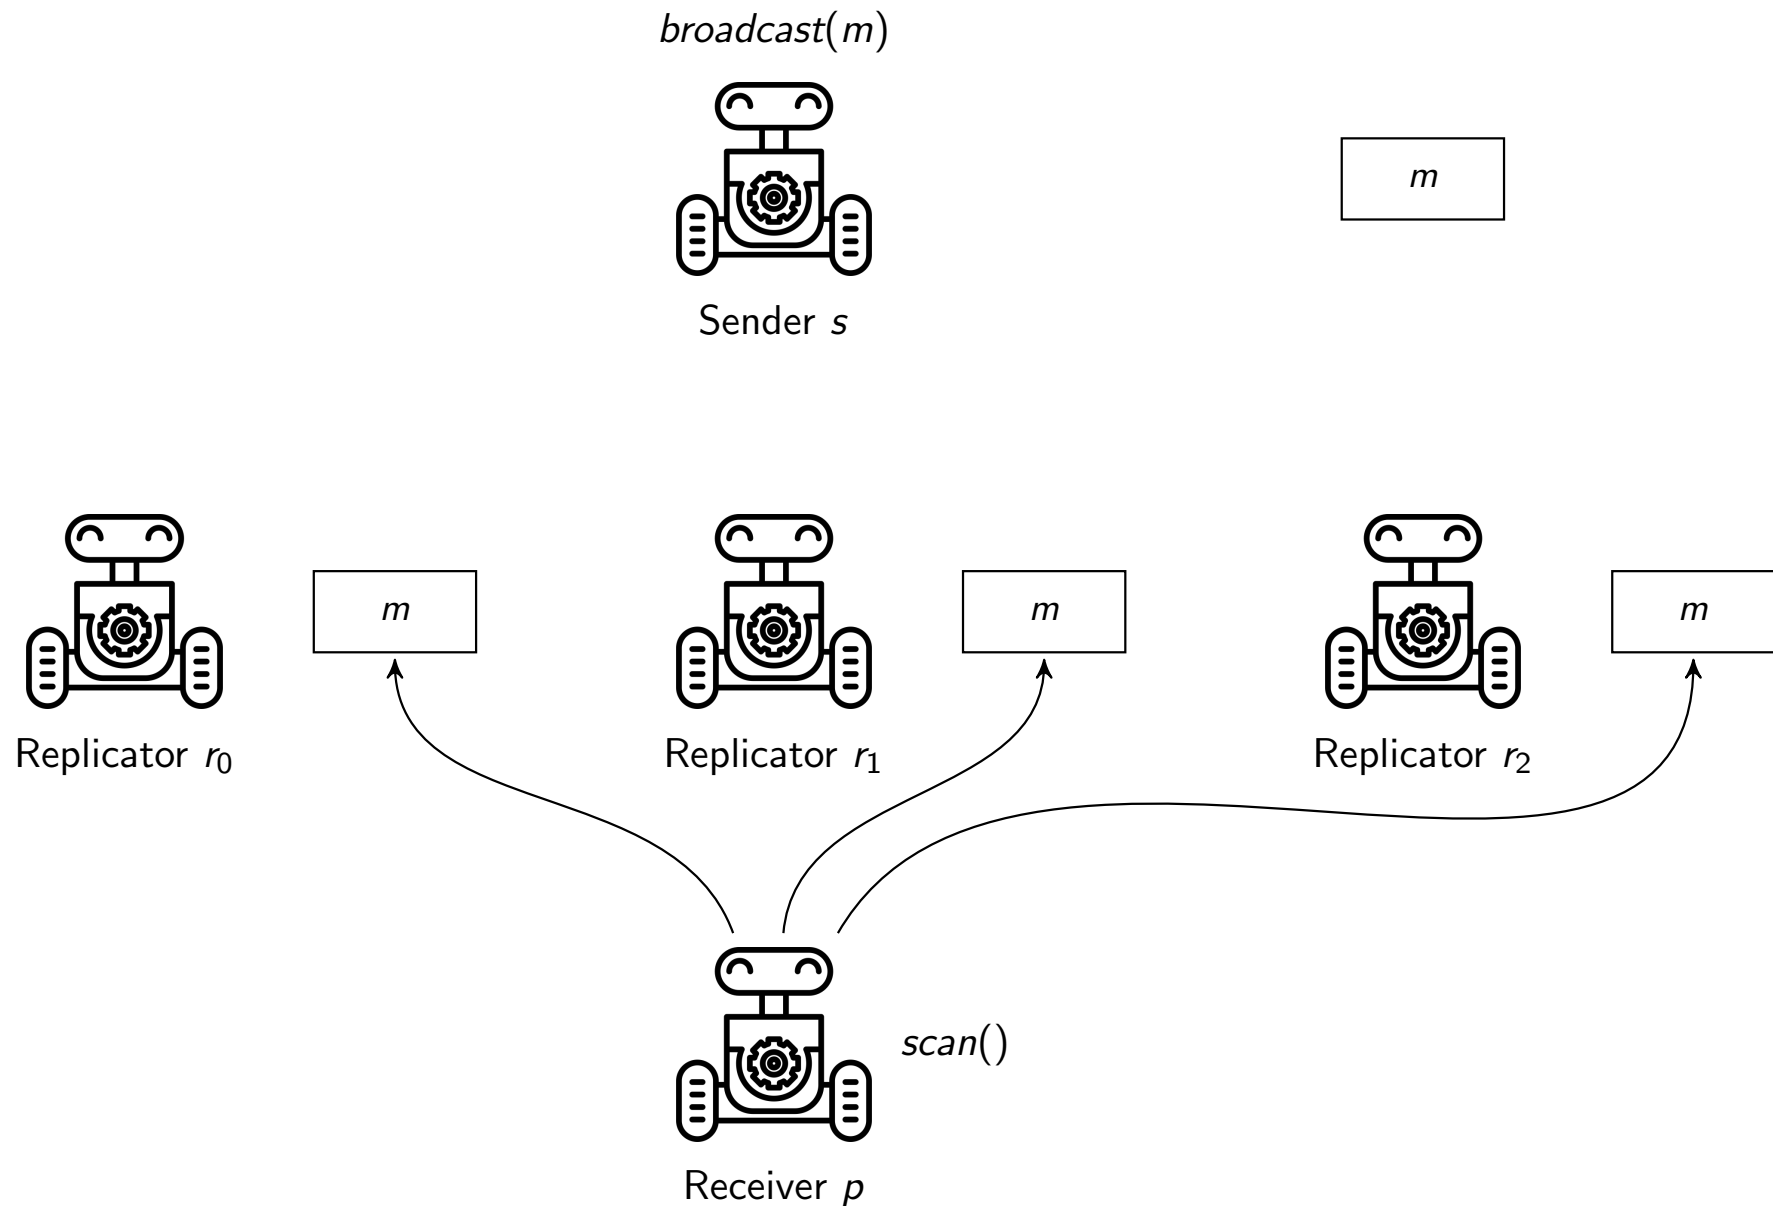 broadcast(m)
m
Sender s
m
m
m
Replicator r₀
Replicator r₁
Replicator r₂
scan()
Receiver p